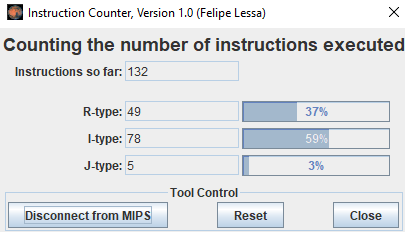 Instruction Counter, Version 1.0 (Felipe Lessa)
Counting the number of instructions executed
Instructions so far: 132
R-type: 49 37%
I-type: 78 59%
J-type: 5 3%
Tool Control
Disconnect from MIPS Reset Close